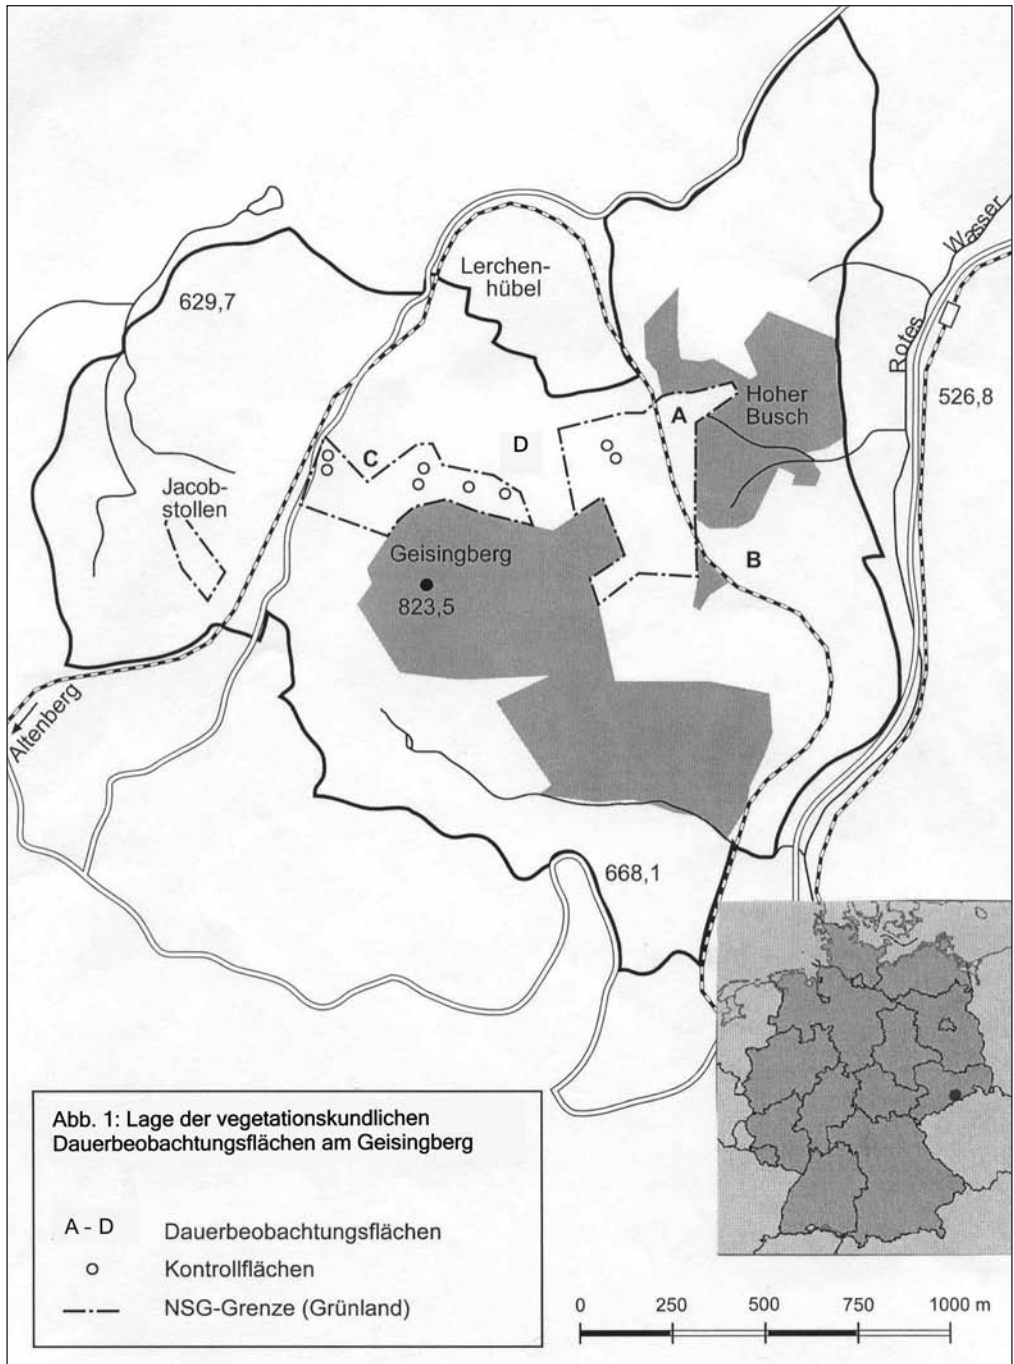 Wasser
Rotes
Lerchen-
hübel
629,7
526,8
Hoher
Busch
A
D
C
Jacob-
stollen
Geisingberg
823,5
B
Altenberg
668,1
Abb. 1: Lage der vegetationskundlichen
Dauerbeobachtungsflächen am Geisingberg
A - D Dauerbeobachtungsflächen
Kontrollflächen
NSG-Grenze (Grünland)
0 250 500 750 1000 m